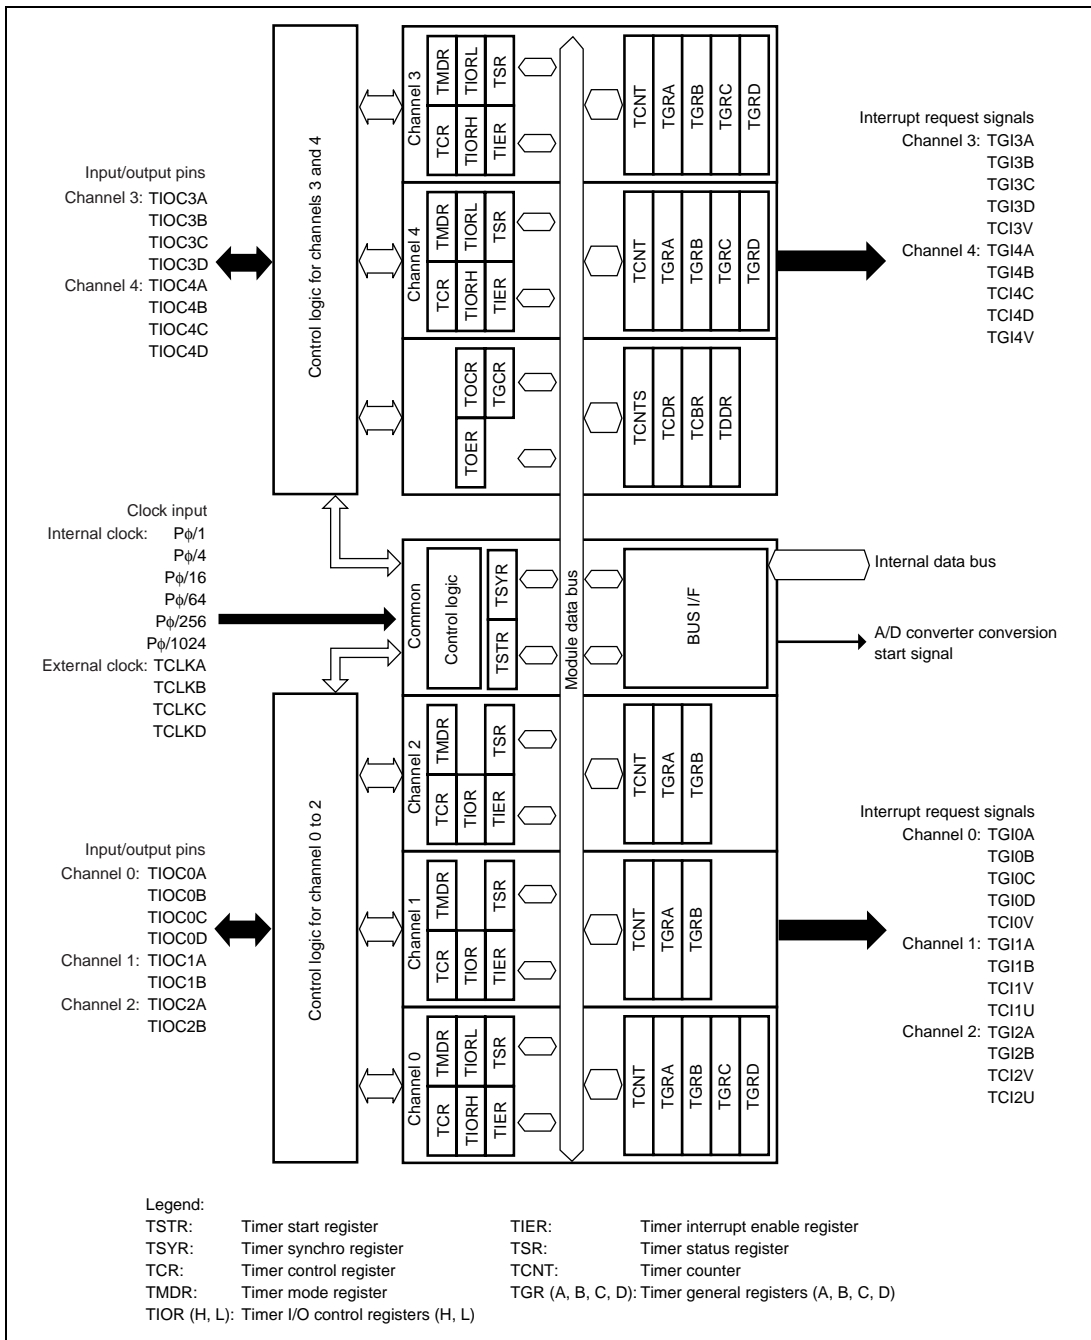 Input/output pins
Channel 3: TIOC3A
TIOC3B
TIOC3C
TIOC3D
Channel 4: TIOC4A
TIOC4B
TIOC4C
TIOC4D
Control logic for channels 3 and 4
Channel 3
TMDR
TIORL
TSR
TCR
TIORH
TIER
TCNT
TGRA
TGRB
TGRC
TGRD
Channel 4
TMDR
TIORL
TSR
TCR
TIORH
TIER
TCNT
TGRA
TGRB
TGRC
TGRD
TOCR
TGCR
TOER
TCNTS
TCDR
TCBR
TDDR
Interrupt request signals
Channel 3: TGI3A
TGI3B
TGI3C
TGI3D
TCI3V
Channel 4: TGI4A
TGI4B
TCI4C
TCI4D
TGI4V
Clock input
Internal clock: Pϕ/1
Pϕ/4
Pϕ/16
Pϕ/64
Pϕ/256
Pϕ/1024
External clock: TCLKA
TCLKB
TCLKC
TCLKD
Common
Control logic
TSYR
TSTR
Module data bus
BUS I/F
Internal data bus
A/D converter conversion
start signal
Input/output pins
Channel 0: TIOC0A
TIOC0B
TIOC0C
TIOC0D
Channel 1: TIOC1A
TIOC1B
Channel 2: TIOC2A
TIOC2B
Control logic for channel 0 to 2
Channel 2
TMDR
TSR
TCR
TIOR
TIER
TCNT
TGRA
TGRB
Channel 1
TMDR
TSR
TCR
TIOR
TIER
TCNT
TGRA
TGRB
Channel 0
TMDR
TIORL
TSR
TCR
TIORH
TIER
TCNT
TGRA
TGRB
TGRC
TGRD
Interrupt request signals
Channel 0: TGI0A
TGI0B
TGI0C
TGI0D
TCI0V
Channel 1: TGI1A
TGI1B
TCI1V
TCI1U
Channel 2: TGI2A
TGI2B
TCI2V
TCI2U
Legend:
TSTR: Timer start register
TSYR: Timer synchro register
TCR: Timer control register
TMDR: Timer mode register
TIOR (H, L): Timer I/O control registers (H, L)
TIER: Timer interrupt enable register
TSR: Timer status register
TCNT: Timer counter
TGR (A, B, C, D): Timer general registers (A, B, C, D)